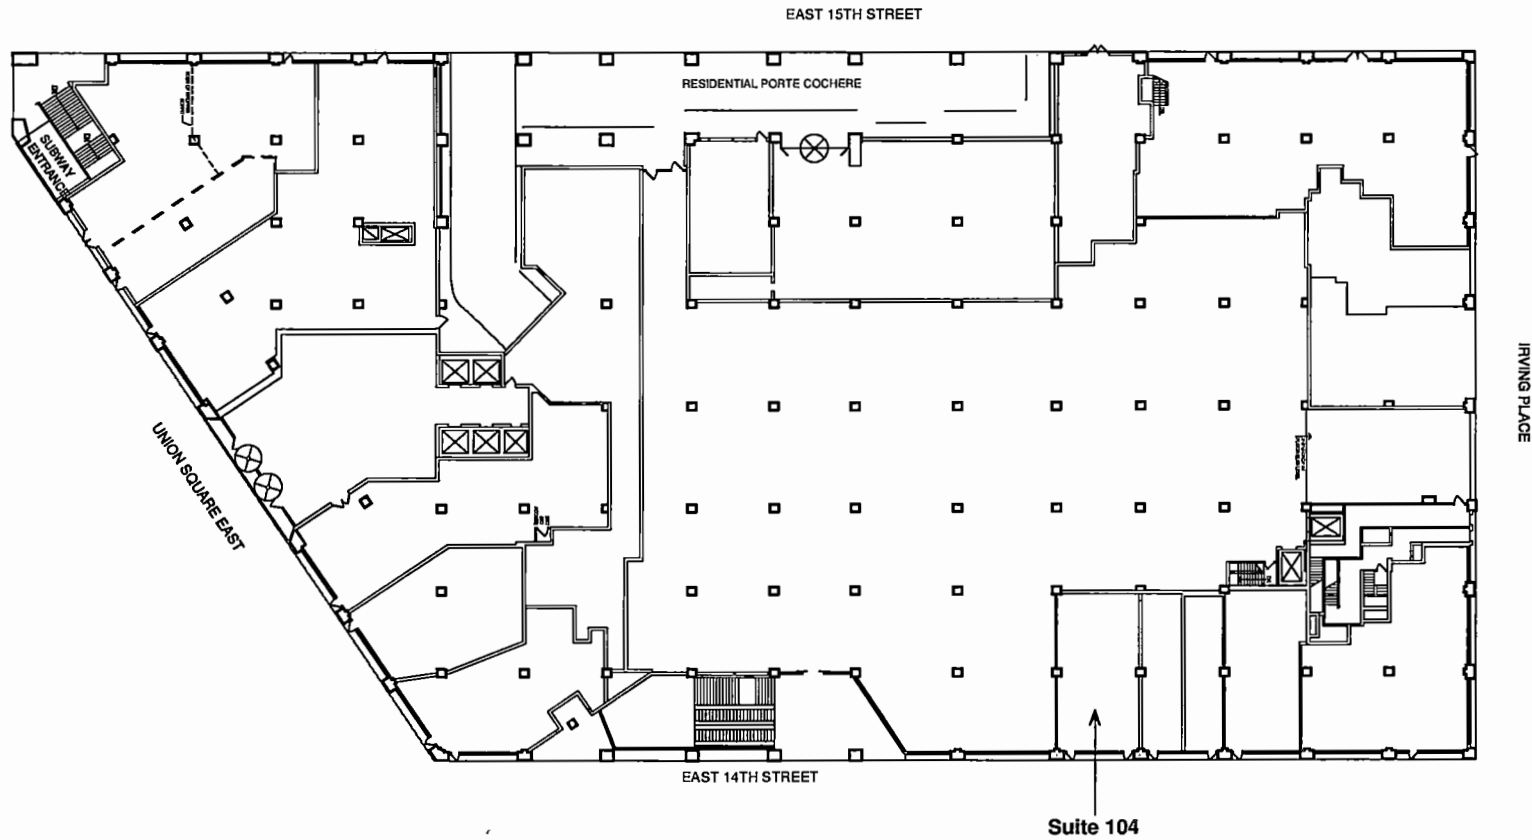 EAST 15TH STREET
RESIDENTIAL PORTE COCHERE
SUBWAY
ENTRANCE
IRVING PLACE
UNION SQUARE EAST
EAST 14TH STREET
Suite 104